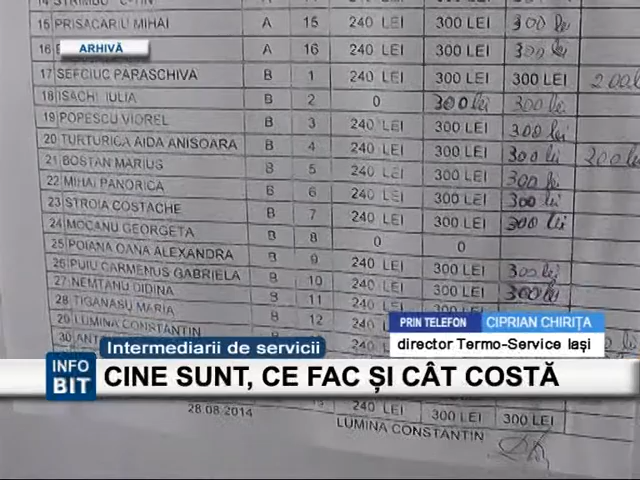 15 PRISACARIU MIHAI A 15 240 LEI 300 LEI 300 lei
ARHIVĂ
16 A 16 240 LEI 300 LEI 300 lei
17 SEFCIUC PARASCHIVA B 1 240 LEI 300 LEI 300 LEI
18 ISACHI IULIA B 2 0 300 lei 300 lei
19 POPESCU VIOREL B 3 240 LEI 300 LEI 300 lei
20 TURTURICA AIDA ANISOARA B 4 240 LEI 300 LEI 300 lei
21 BOSTAN MARIUS B 5 240 LEI 300 LEI 300 lei
22 MIHAI PANORICA B 6 240 LEI 300 LEI 300 lei
23 STROIA COSTACHE B 7 240 LEI 300 LEI 300 lei
24 MOCANU GEORGETA B 8 0 0
25 POIANA OANA ALEXANDRA B 9 240 LEI 300 LEI 300 lei
26 PUIU CARMENUS GABRIELA B 10 240 LEI 300 LEI 300 lei
27 NEMTANU DIDINA B 11 240 LEI
28 TIGANASU MARIA B 12 240 LEI
29 LUMINA CONSTANTIN
30
PRIN TELEFON CIPRIAN CHIRIȚA
director Termo-Service Iași
Intermediarii de servicii
INFO BIT
CINE SUNT, CE FAC ȘI CÂT COSTĂ
240 LEI 300 LEI 300 LEI
28.08.2014
LUMINA CONSTANTIN